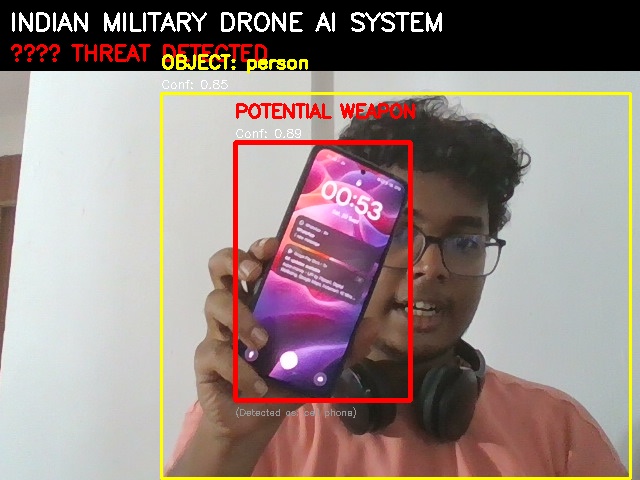 INDIAN MILITARY DRONE AI SYSTEM
???? THREAT DETECTED
OBJECT: person
Conf: 0.85
POTENTIAL WEAPON
Conf: 0.89
00:53
(Detected as: cell phone)